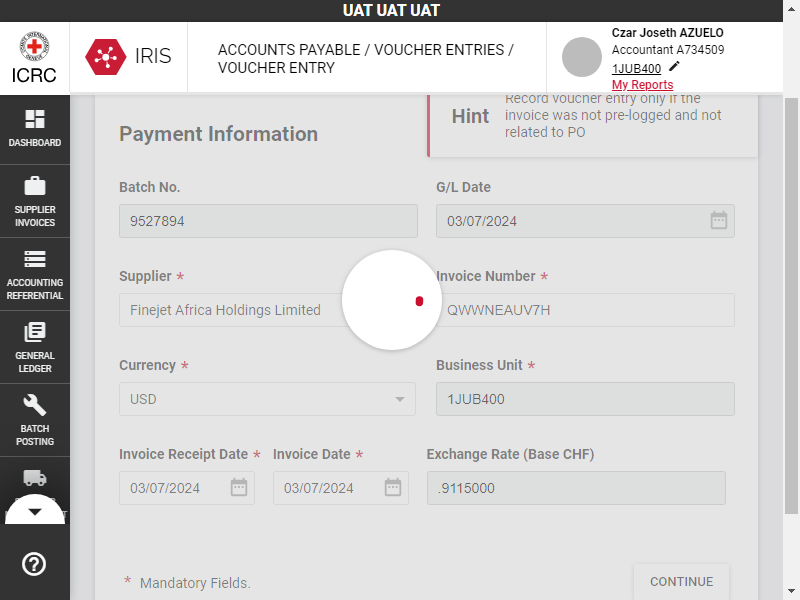 UAT UAT UAT
ICRC
IRIS
ACCOUNTS PAYABLE / VOUCHER ENTRIES /
VOUCHER ENTRY
Czar Joseth AZUELO
Accountant A734509
1JUB400
My Reports
DASHBOARD
SUPPLIER
INVOICES
ACCOUNTING
REFERENTIAL
GENERAL
LEDGER
BATCH
POSTING
Payment Information
Hint
Record voucher entry only if the
invoice was not pre-logged and not
related to PO
Batch No.
G/L Date
9527894
03/07/2024
Supplier *
Invoice Number *
Finejet Africa Holdings Limited
QWWNEAUV7H
Currency *
Business Unit *
USD
1JUB400
Invoice Receipt Date *
Invoice Date *
Exchange Rate (Base CHF)
03/07/2024
03/07/2024
.9115000
* Mandatory Fields.
CONTINUE